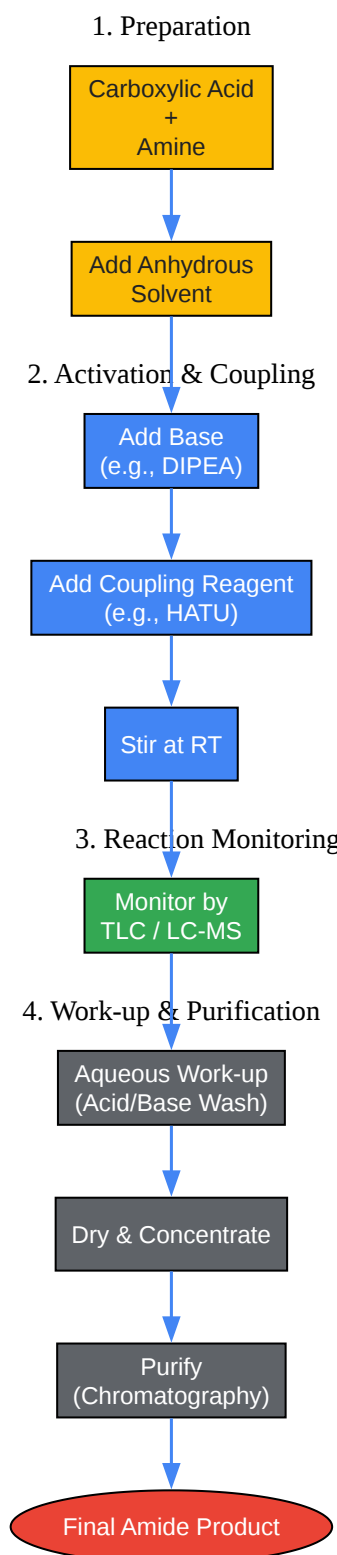 1. Preparation
Carboxylic Acid
+
Amine
Add Anhydrous
Solvent
2. Activation & Coupling
Add Base
(e.g., DIPEA)
Add Coupling Reagent
(e.g., HATU)
Stir at RT
3. Reaction Monitoring
Monitor by
TLC / LC-MS
4. Work-up & Purification
Aqueous Work-up
(Acid/Base Wash)
Dry & Concentrate
Purify
(Chromatography)
Final Amide Product